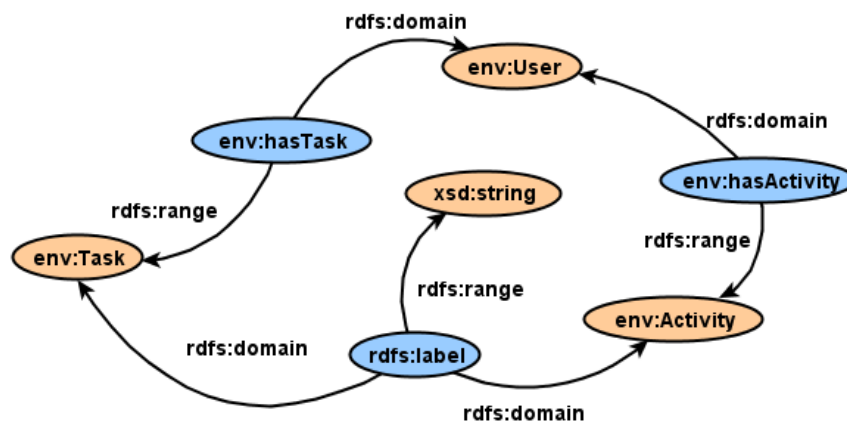 rdfs:domain
env:User
rdfs:domain
env:hasTask
env:hasActivity
xsd:string
rdfs:range
rdfs:range
env:Task
rdfs:range
env:Activity
rdfs:domain
rdfs:label
rdfs:domain